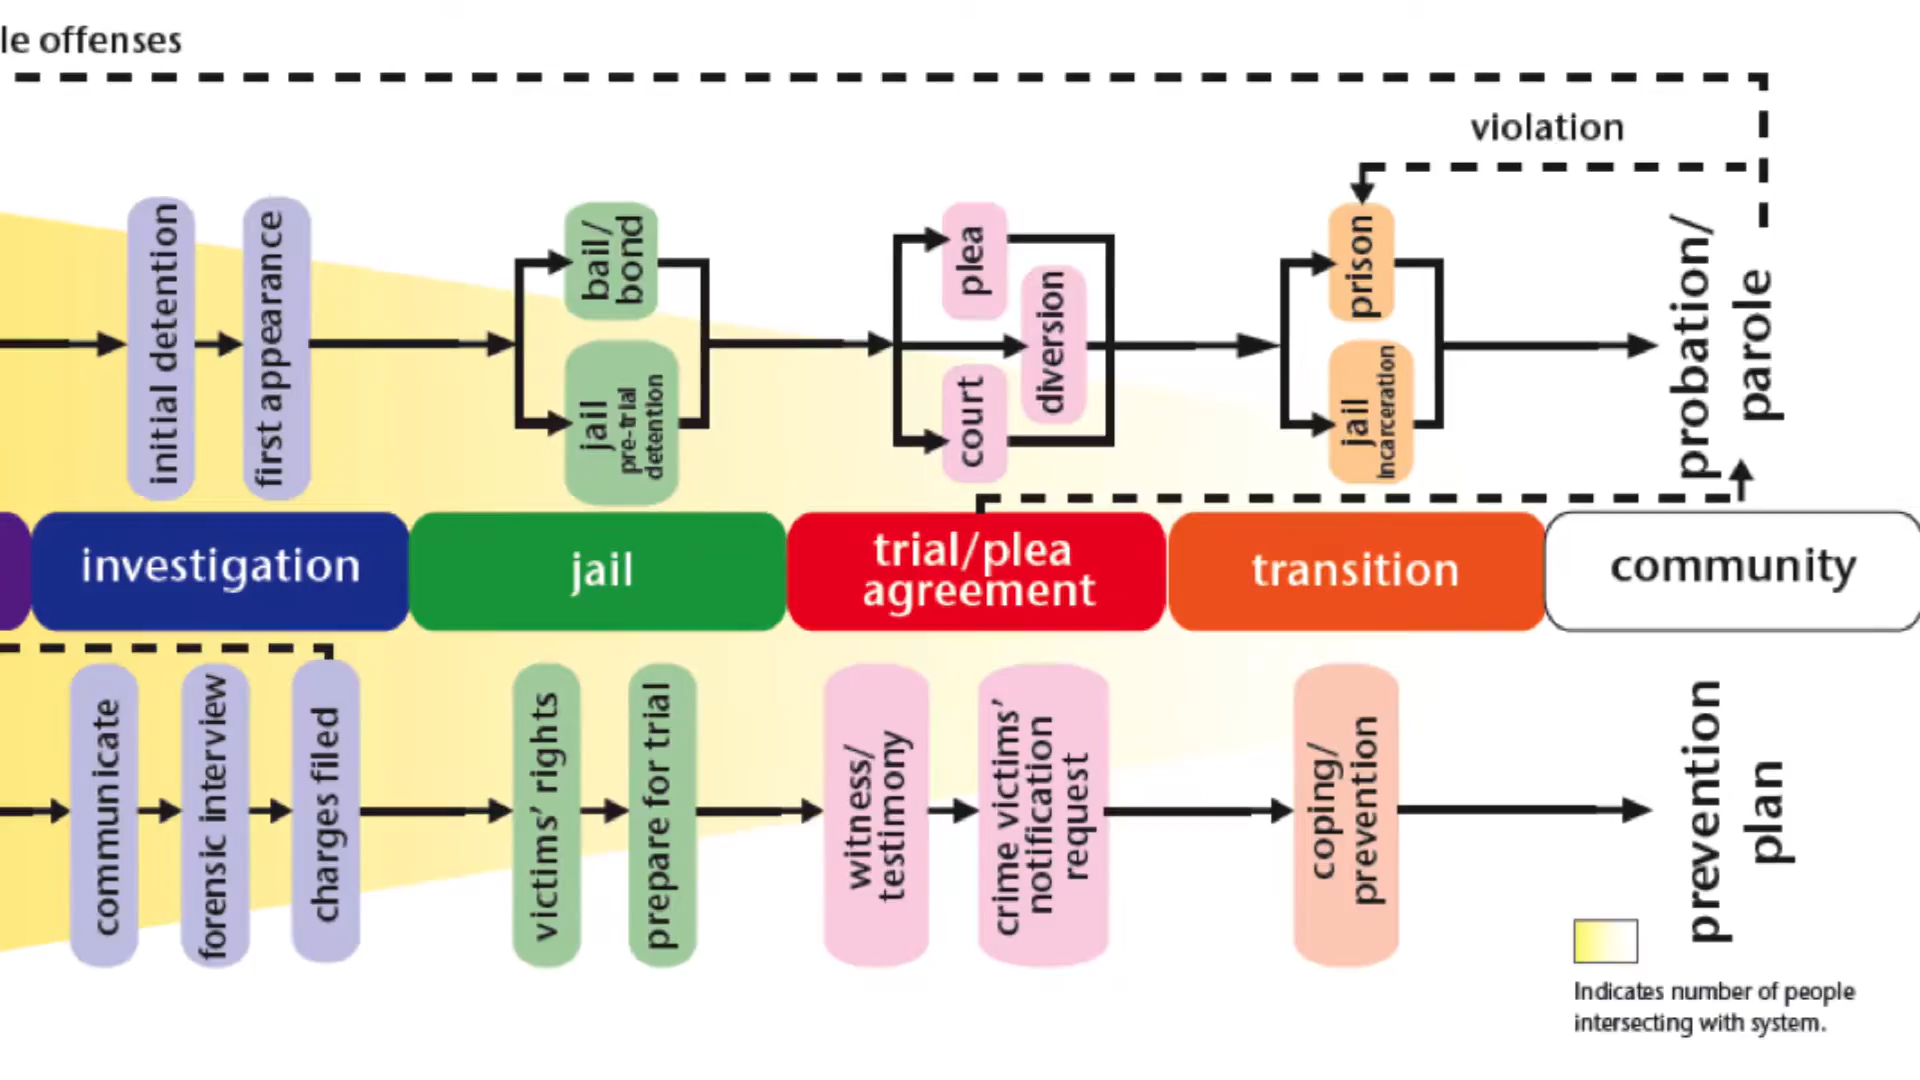 le offenses
violation
initial detention
first appearance
bail/
bond
jail
pre-trial
detention
plea
diversion
court
prison
jail
incarceration
probation/
parole
investigation
jail
trial/plea
agreement
transition
community
communicate
forensic interview
charges filed
victims’ rights
prepare for trial
witness/
testimony
crime victims’
notification
request
coping/
prevention
prevention
plan
Indicates number of people
intersecting with system.